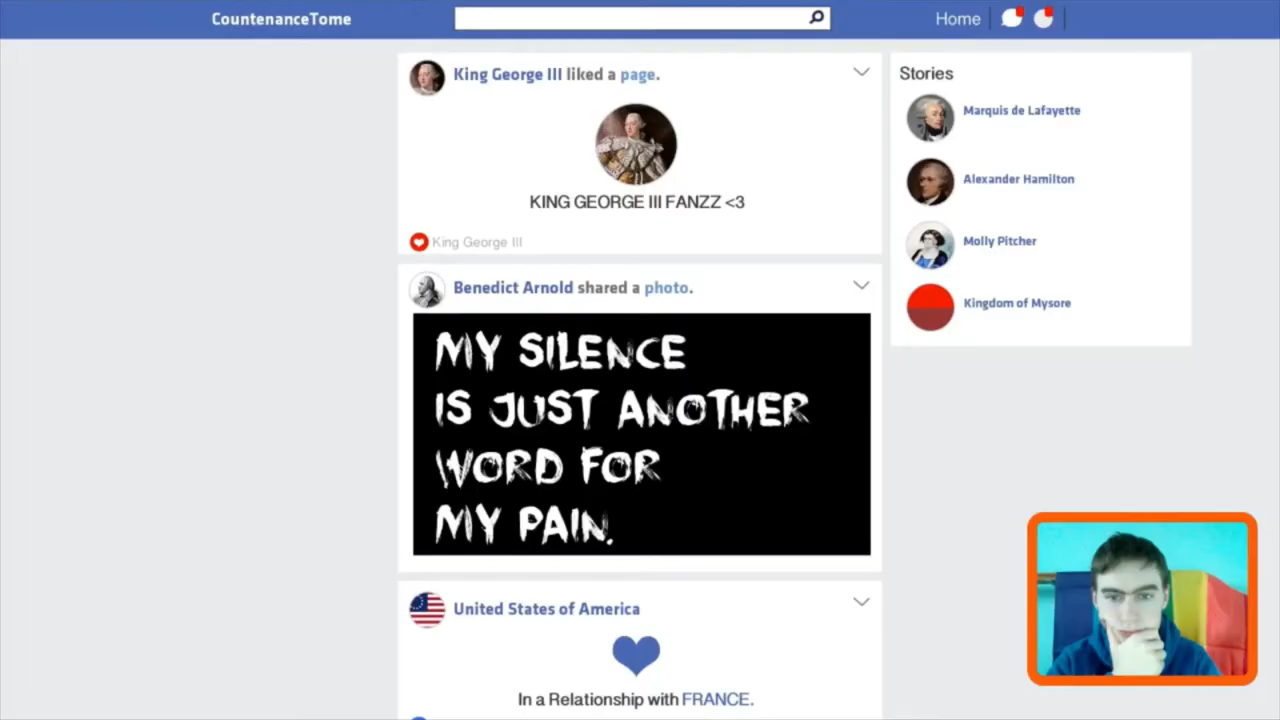 CountenanceTome
Home
King George III liked a page.
KING GEORGE III FANZZ <3
King George III
Benedict Arnold shared a photo.
MY SILENCE
IS JUST ANOTHER
WORD FOR
MY PAIN.
United States of America
In a Relationship with FRANCE.
Stories
Marquis de Lafayette
Alexander Hamilton
Molly Pitcher
Kingdom of Mysore